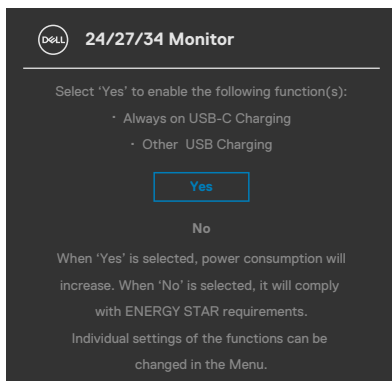 DELL
24/27/34 Monitor
Select ‘Yes’ to enable the following function(s):
· Always on USB-C Charging
· Other USB Charging
Yes
No
When ‘Yes’ is selected, power consumption will
increase. When ‘No’ is selected, it will comply
with ENERGY STAR requirements.
Individual settings of the functions can be
changed in the Menu.